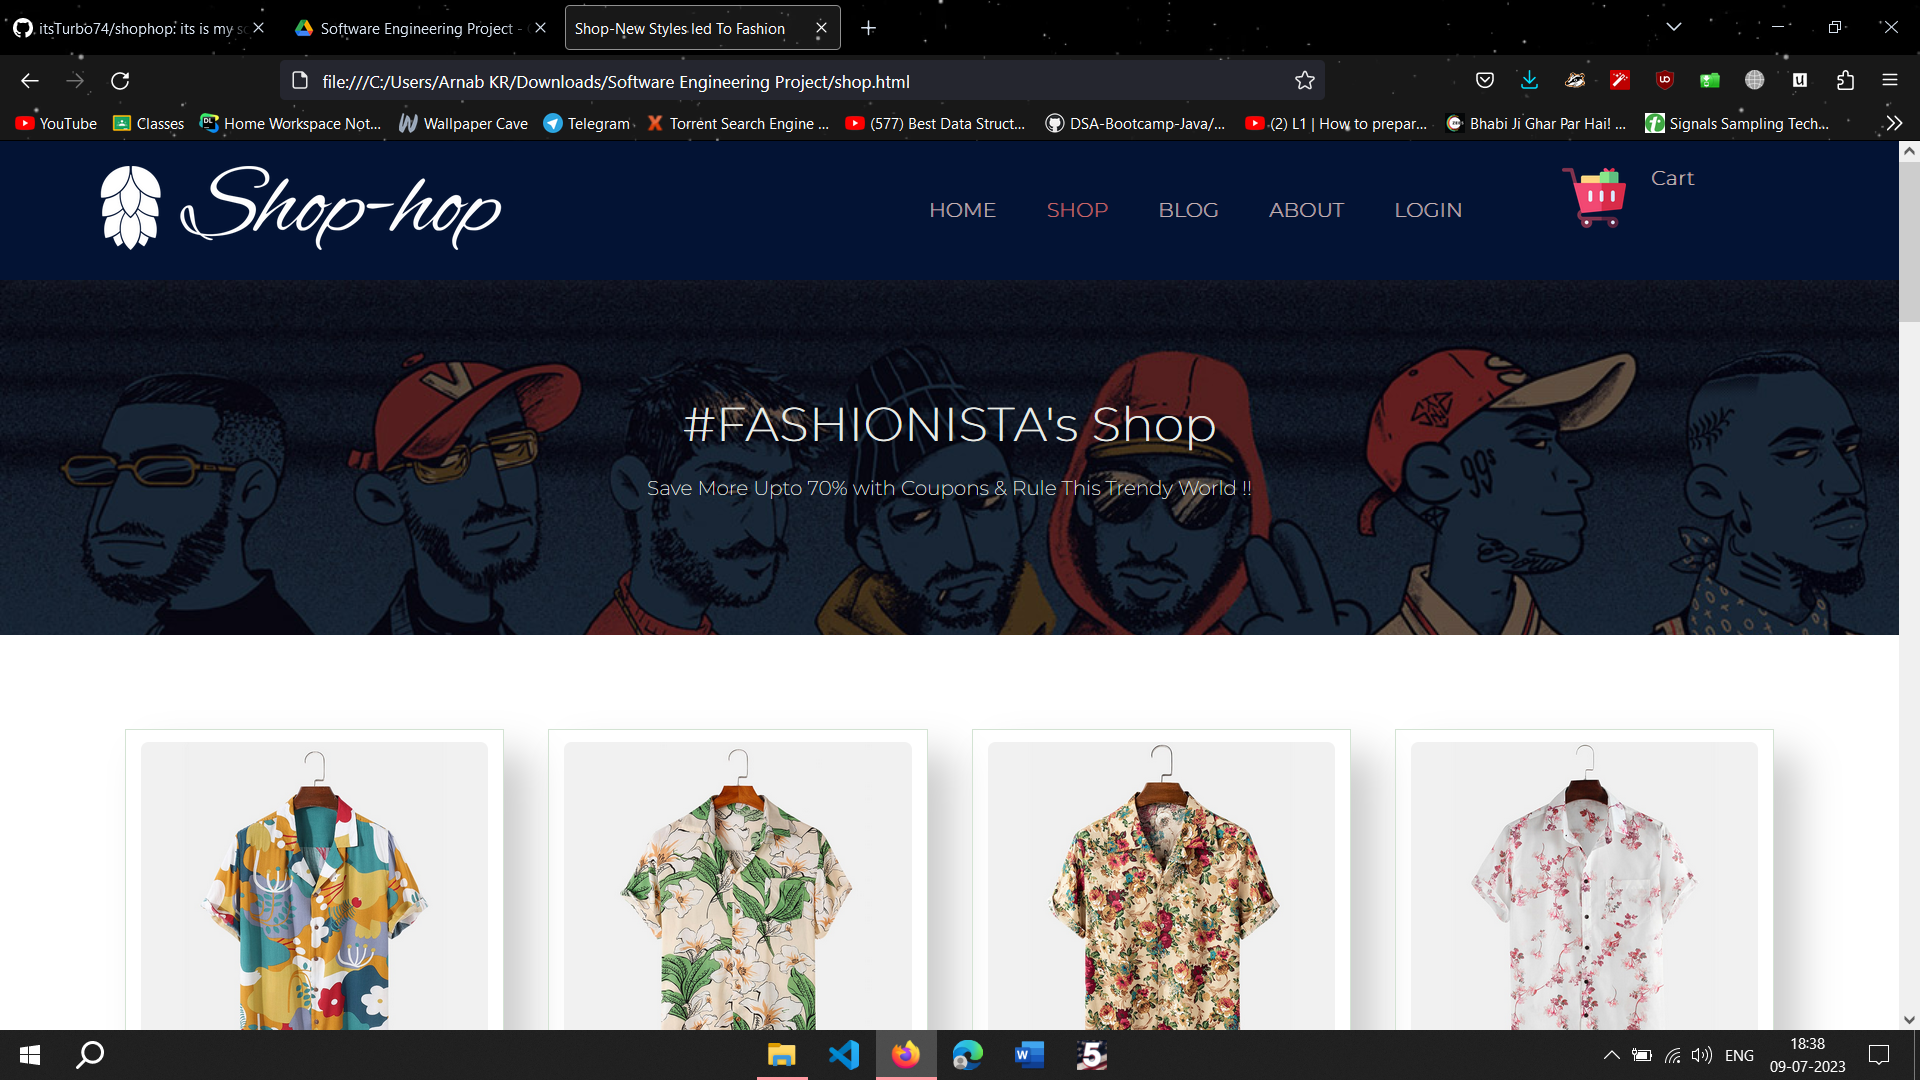 itsTurbo74/shophop: its is my sc
Software Engineering Project - G
Shop-New Styles led To Fashion
file:///C:/Users/Arnab KR/Downloads/Software Engineering Project/shop.html
YouTube
Classes
Home Workspace Not...
Wallpaper Cave
Telegram
Torrent Search Engine ...
(577) Best Data Struct...
DSA-Bootcamp-Java/...
(2) L1 | How to prepar...
Bhabi Ji Ghar Par Hai! ...
Signals Sampling Tech...
Shop-hop
HOME
SHOP
BLOG
ABOUT
LOGIN
Cart
#FASHIONISTA's Shop
Save More Upto 70% with Coupons & Rule This Trendy World !!
99s
ENG
18:38
09-07-2023